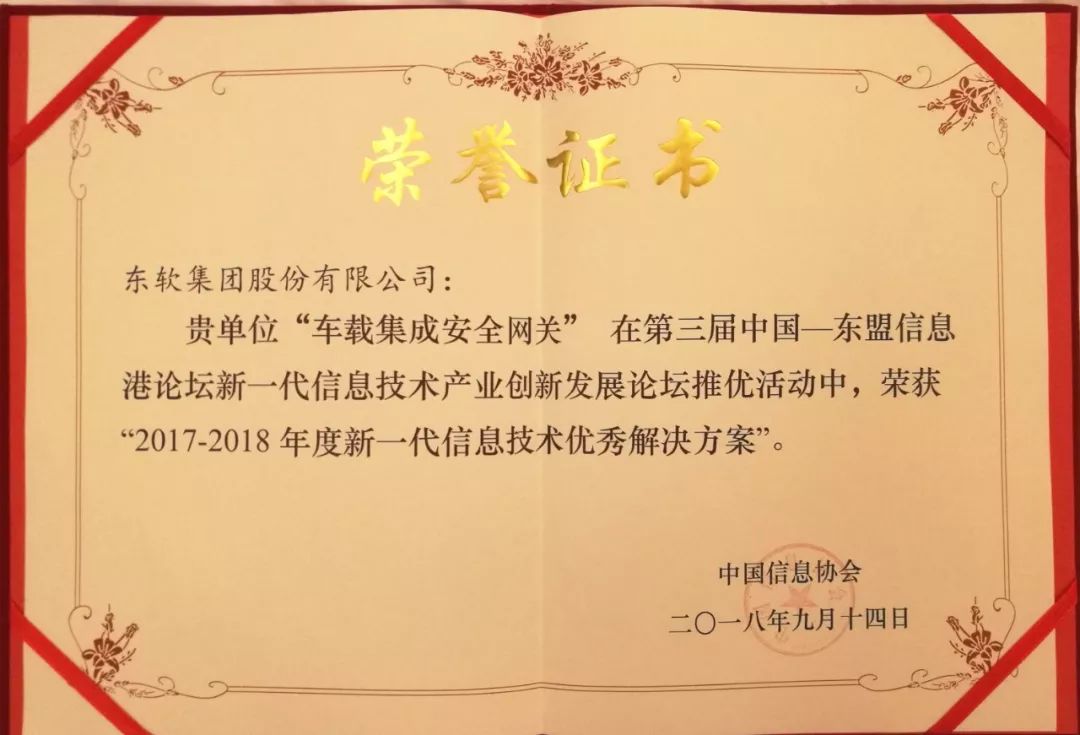 荣誉证书
东软集团股份有限公司：
贵单位“车载集成安全网关” 在第三届中国—东盟信息
港论坛新一代信息技术产业创新发展论坛推优活动中，荣获
“2017-2018 年度新一代信息技术优秀解决方案”。
中国信息协会
二〇一八年九月十四日